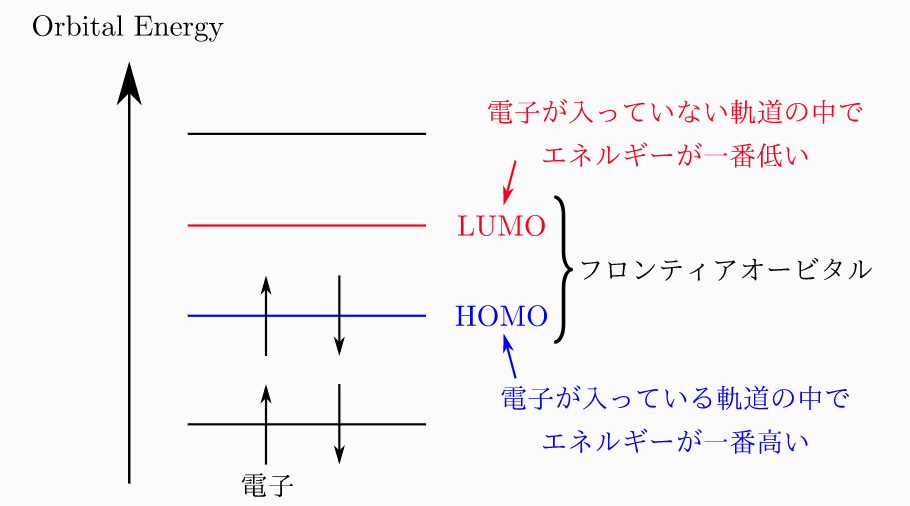 Orbital Energy
電子が入っていない軌道の中で
エネルギーが一番低い
LUMO
フロンティアオービタル
HOMO
電子が入っている軌道の中で
エネルギーが一番高い
電子